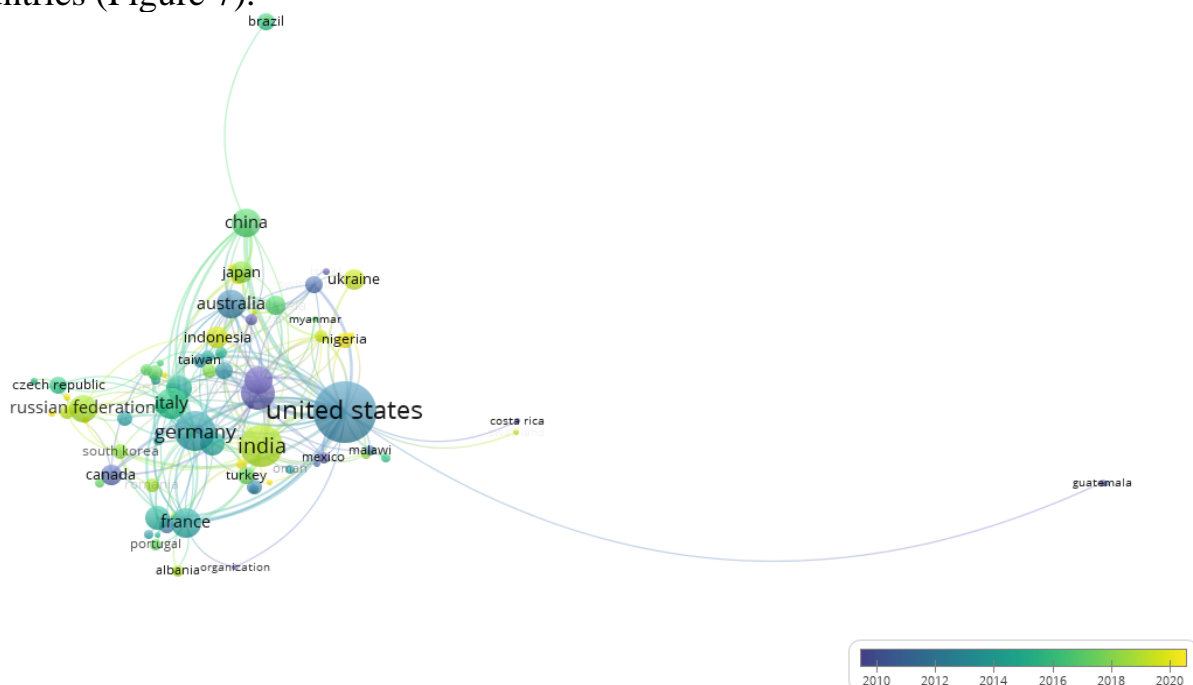 ntries (Figure 7).
brazil
china
japan
ukraine
australia
myanmar
indonesia
nigeria
taiwan
czech republic
italy
russian federation
united states
costa rica
germany
india
south korea
mexico
malawi
oman
canada
turkey
romania
guatemala
france
portugal
albania
organication
2010 2012 2014 2016 2018 2020